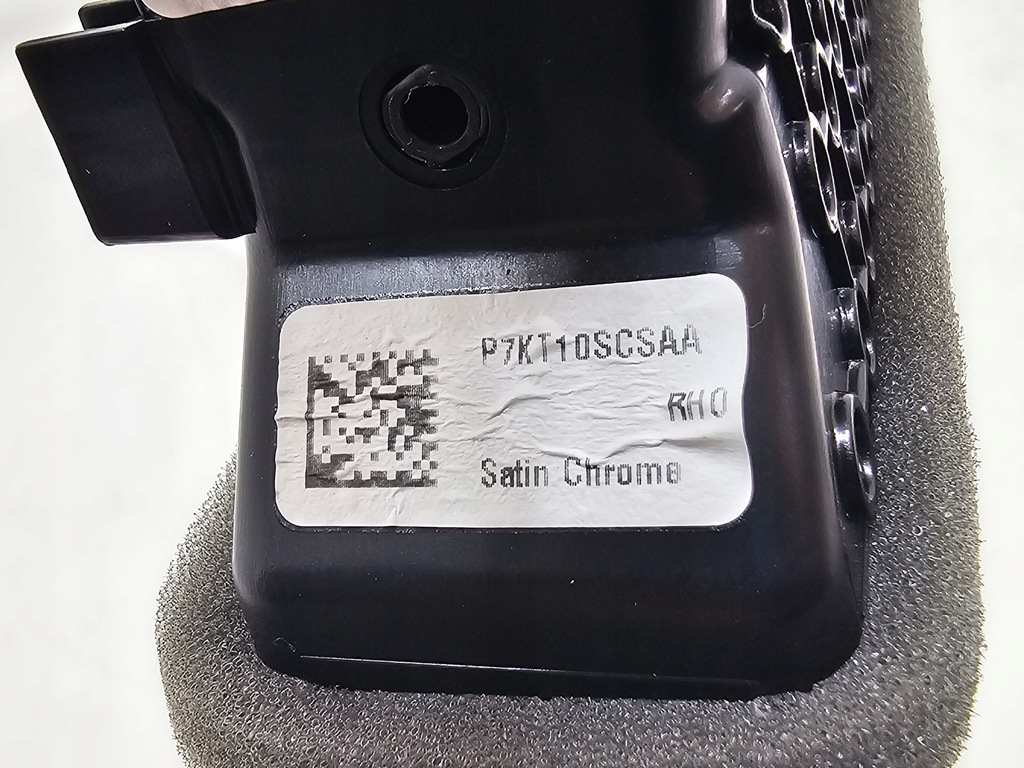 P7KT10SCSAA
RHO
Satin Chrome